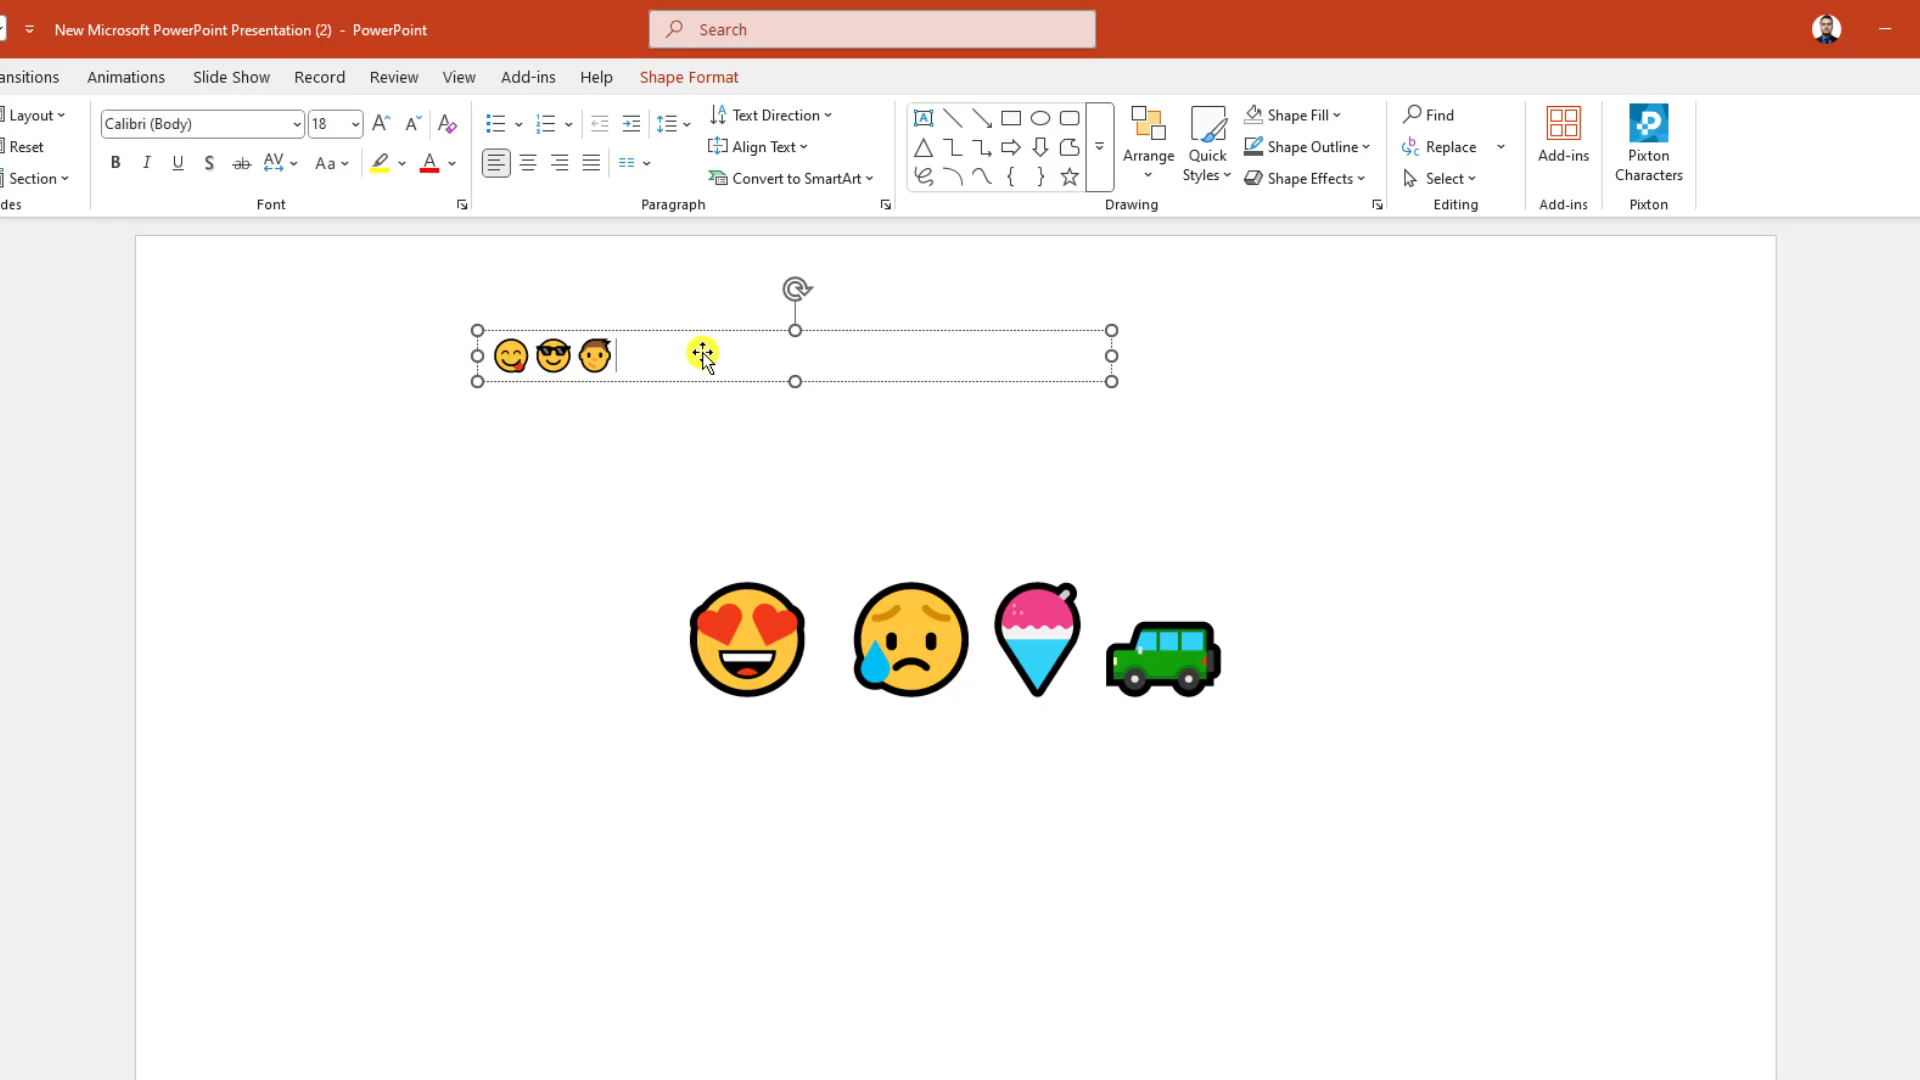 New Microsoft PowerPoint Presentation (2) - PowerPoint
Search
ansitions Animations Slide Show Record Review View Add-ins Help Shape Format
Layout
Reset
Section
des
Calibri (Body) 18
A A A
B I U S ab AV Aa A
Font
Text Direction
Align Text
Convert to SmartArt
Paragraph
A
Arrange
Quick
Styles
Shape Fill
Shape Outline
Shape Effects
Drawing
Find
Replace
Select
Editing
Add-ins
Add-ins
Pixton
Characters
Pixton
😋😎👦
😍 😥🍧🚙